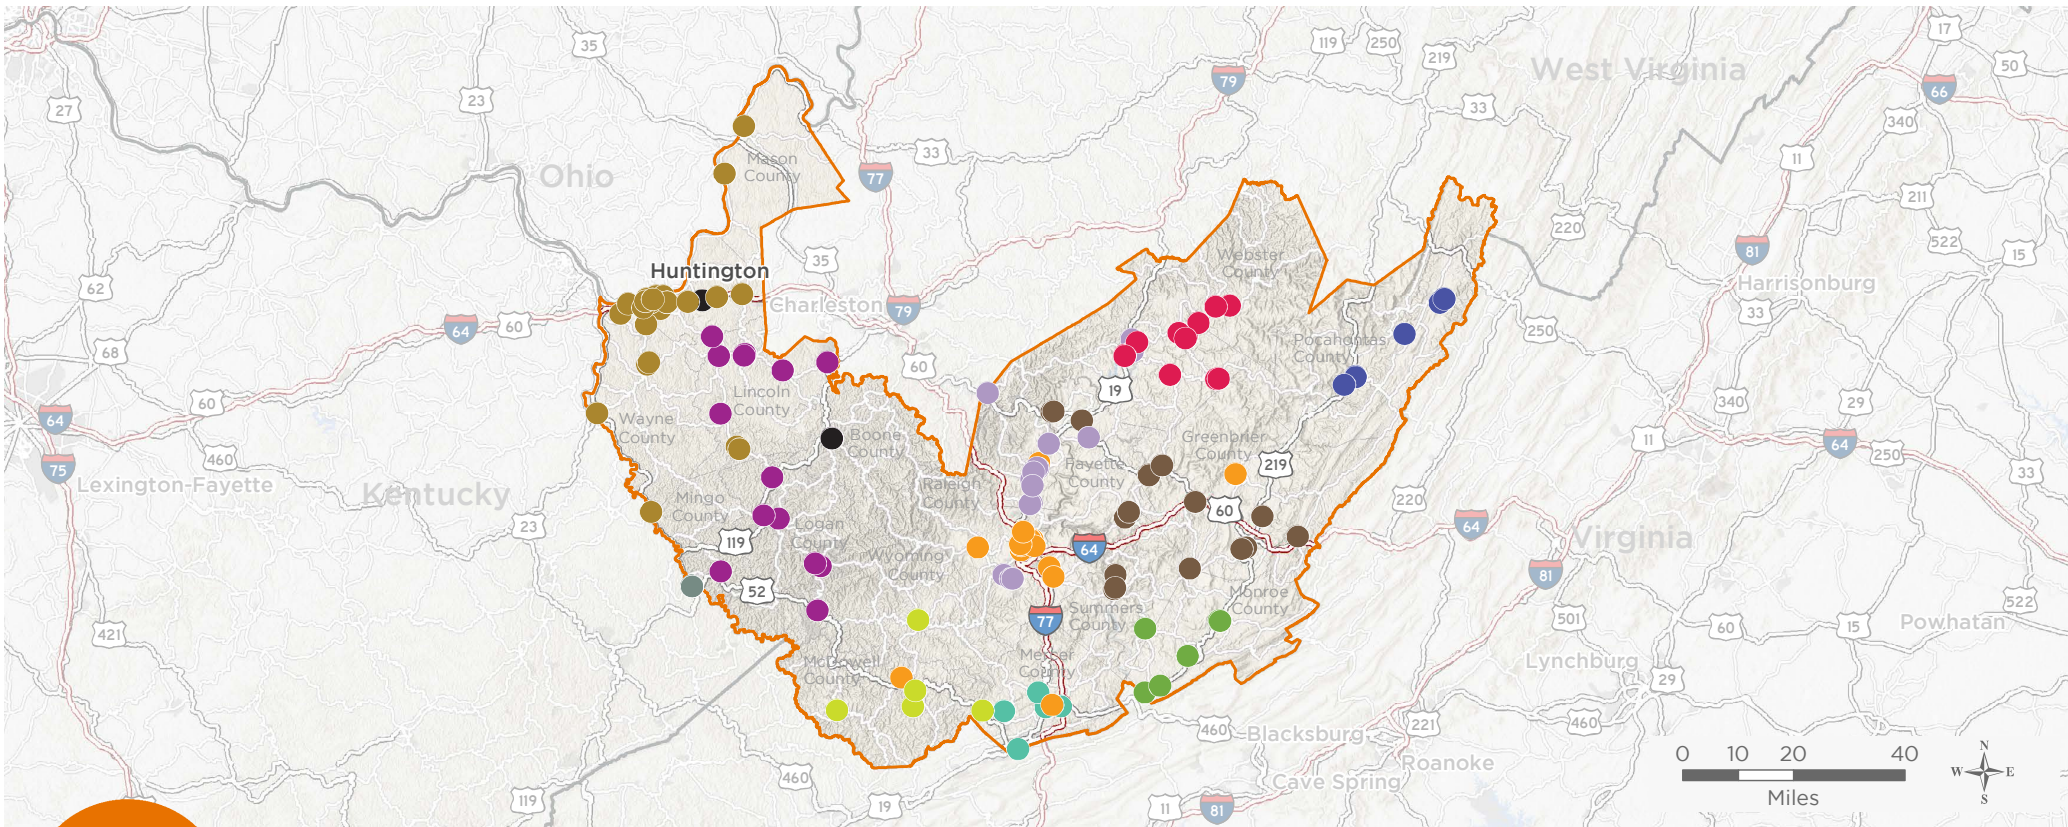 35
119
250
219
17
50
79
West Virginia
66
23
27
33
340
Mason
County
33
11
Ohio
77
211
220
522
15
81
35
Webster
County
Huntington
Harrisonburg
62
Charleston
79
33
64
60
250
Pocahontas
County
68
60
19
Lincoln
County
60
340
29
64
Wayne
County
Boone
County
Greenbrier
County
11
64
250
75
460
219
Fayette
County
33
Lexington-Fayette
Kentucky
Raleigh
County
Mingo
County
220
60
23
Logan
County
64
Virginia
119
64
Wyoming
County
81
52
Monroe
County
522
Summers
County
77
501
60
15
Powhatan
421
McDowell
County
Mercer
County
Lynchburg
29
460
Blacksburg
221
460
Roanoke
0 10 20 40
Miles
N
W E
S
460
Cave Spring
119
19
11
81